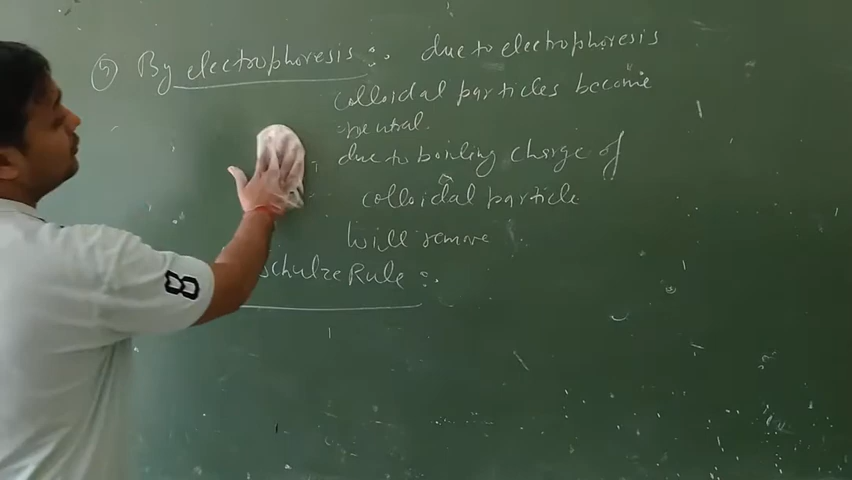 ⑤ By electrophoresis :. due to electrophoresis
colloidal particles become
neutral.
due to boiling charge of
colloidal particle
will remove
schulze Rule :.
8